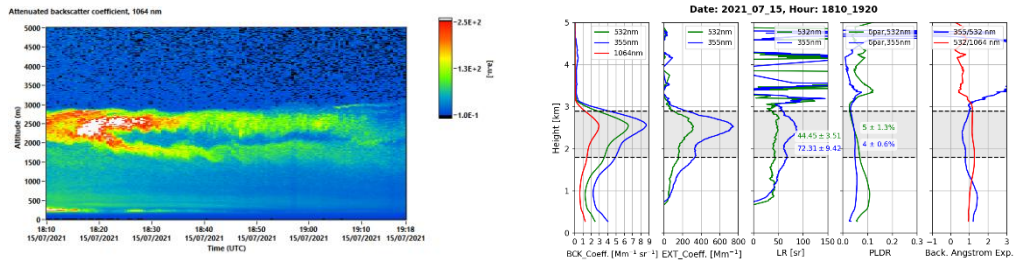 Attenuated backscatter coefficient, 1064 nm
Altitude (m)
5000
4500
4000
3500
3000
2500
2000
1500
1000
500
0
18:10
15/07/2021
18:20
15/07/2021
18:30
15/07/2021
18:40
15/07/2021
18:50
15/07/2021
19:00
15/07/2021
19:10
15/07/2021
19:18
15/07/2021
Time (UTC)
2.5E+2
1.3E+2
1.0E-1
[a.u.]
Date: 2021_07_15, Hour: 1810_1920
Height [km]
5
4
3
2
1
0
532nm
355nm
1064nm
0 1 2 3 4 5 6 7 8 9
BCK_Coeff. [Mm⁻¹ sr⁻¹]
532nm
355nm
0 200 400 600 800
EXT_Coeff. [Mm⁻¹]
532nm
355nm
44.45 ± 3.51
72.31 ± 9.42
0 50 100 150
LR [sr]
δpar,532nm
δpar,355nm
5 ± 1.3%
4 ± 0.6%
0.0 0.1 0.3
PLDR
355/532 nm
532/1064 nm
−1 0 1 2 3
Back. Angstrom Exp.